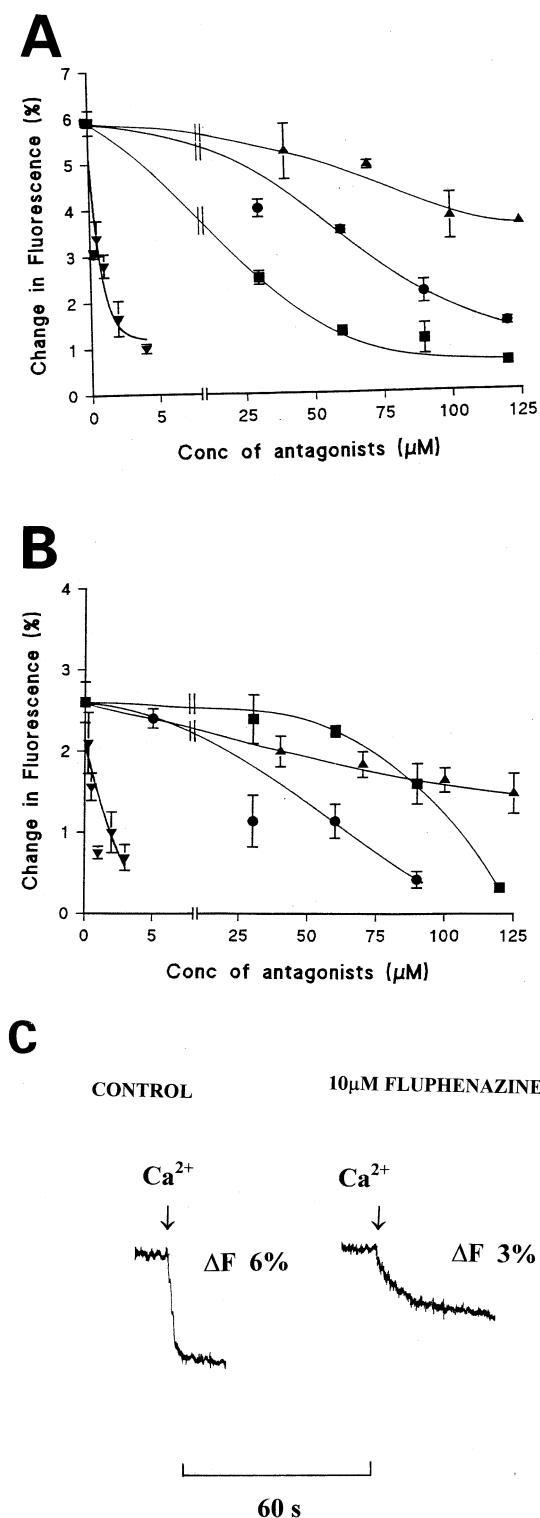 A
7
6
5
4
3
2
1
0
Change in Fluorescence (%)
0 5 25 50 75 100 125
Conc of antagonists (µM)
B
4
3
2
1
0
Change in Fluorescence (%)
0 5 25 50 75 100 125
Conc of antagonists (µM)
C
CONTROL 10µM FLUPHENAZINE
Ca2+ Ca2+
ΔF 6% ΔF 3%
60 s